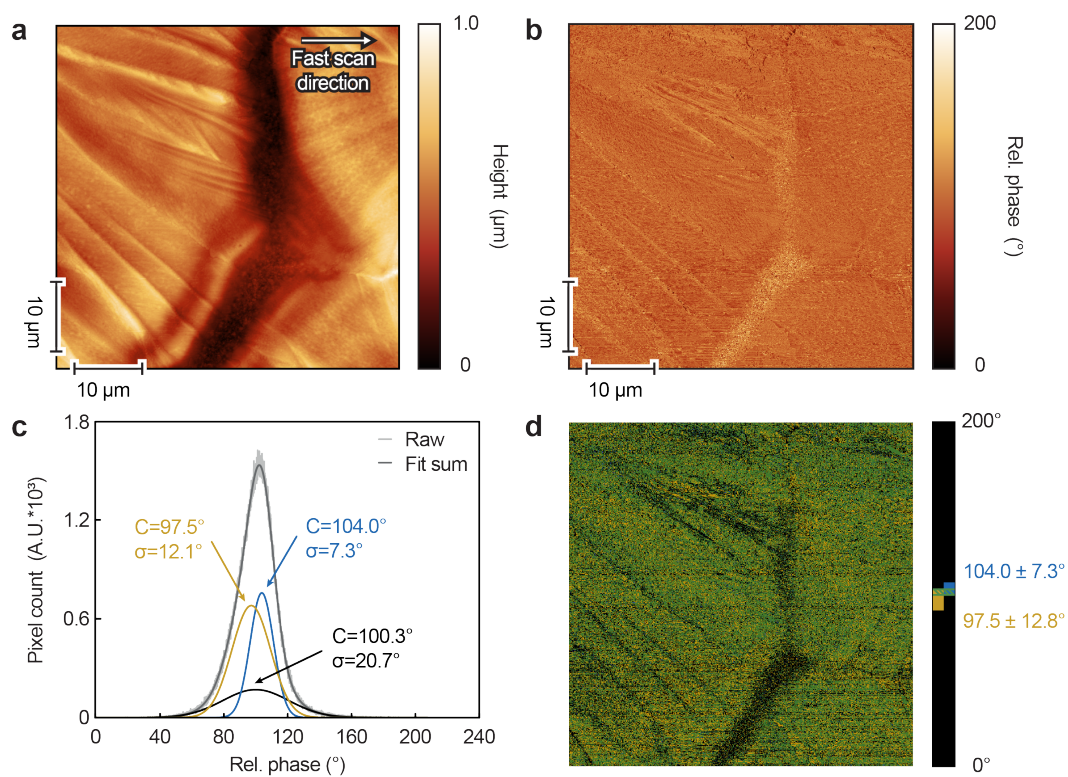 a
Fast scan
direction
1.0
Height (µm)
0
10 µm
10 µm
b
200
Rel. phase (°)
0
10 µm
10 µm
c
1.8
1.2
0.6
0
Pixel count (A.U.*10³)
Raw
Fit sum
C=97.5°
σ=12.1°
C=104.0°
σ=7.3°
C=100.3°
σ=20.7°
0
40
80
120
160
200
240
Rel. phase (°)
d
200°
104.0 ± 7.3°
97.5 ± 12.8°
0°